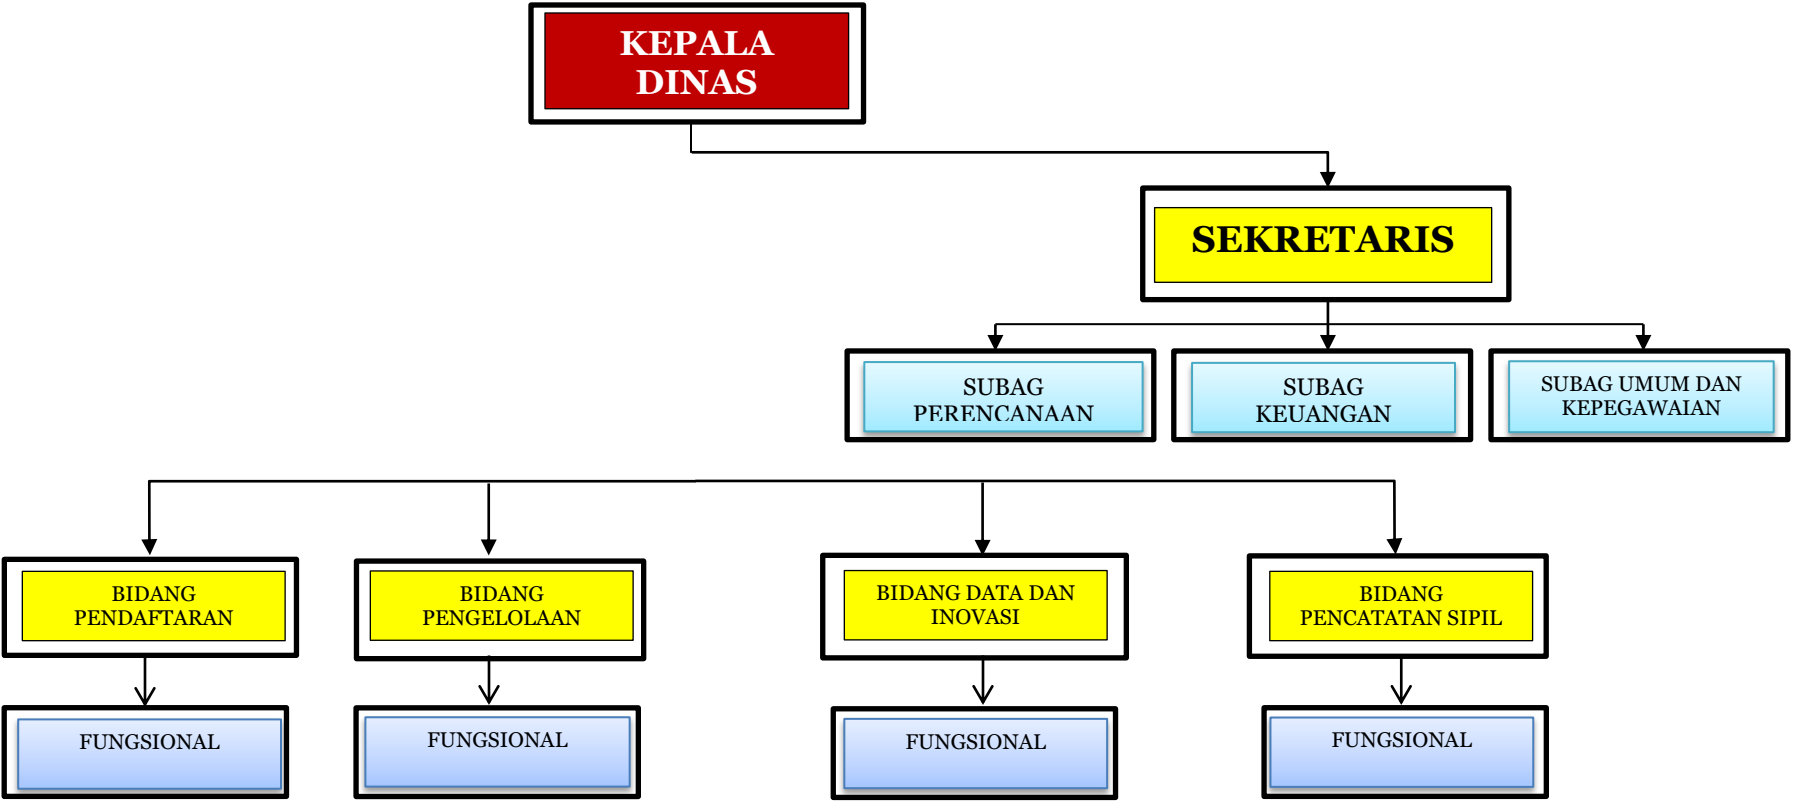 KEPALA
DINAS
SEKRETARIS
SUBAG
PERENCANAAN
SUBAG
KEUANGAN
SUBAG UMUM DAN
KEPEGAWAIAN
BIDANG
PENDAFTARAN
BIDANG
PENGELOLAAN
BIDANG DATA DAN
INOVASI
BIDANG
PENCATATAN SIPIL
FUNGSIONAL
FUNGSIONAL
FUNGSIONAL
FUNGSIONAL